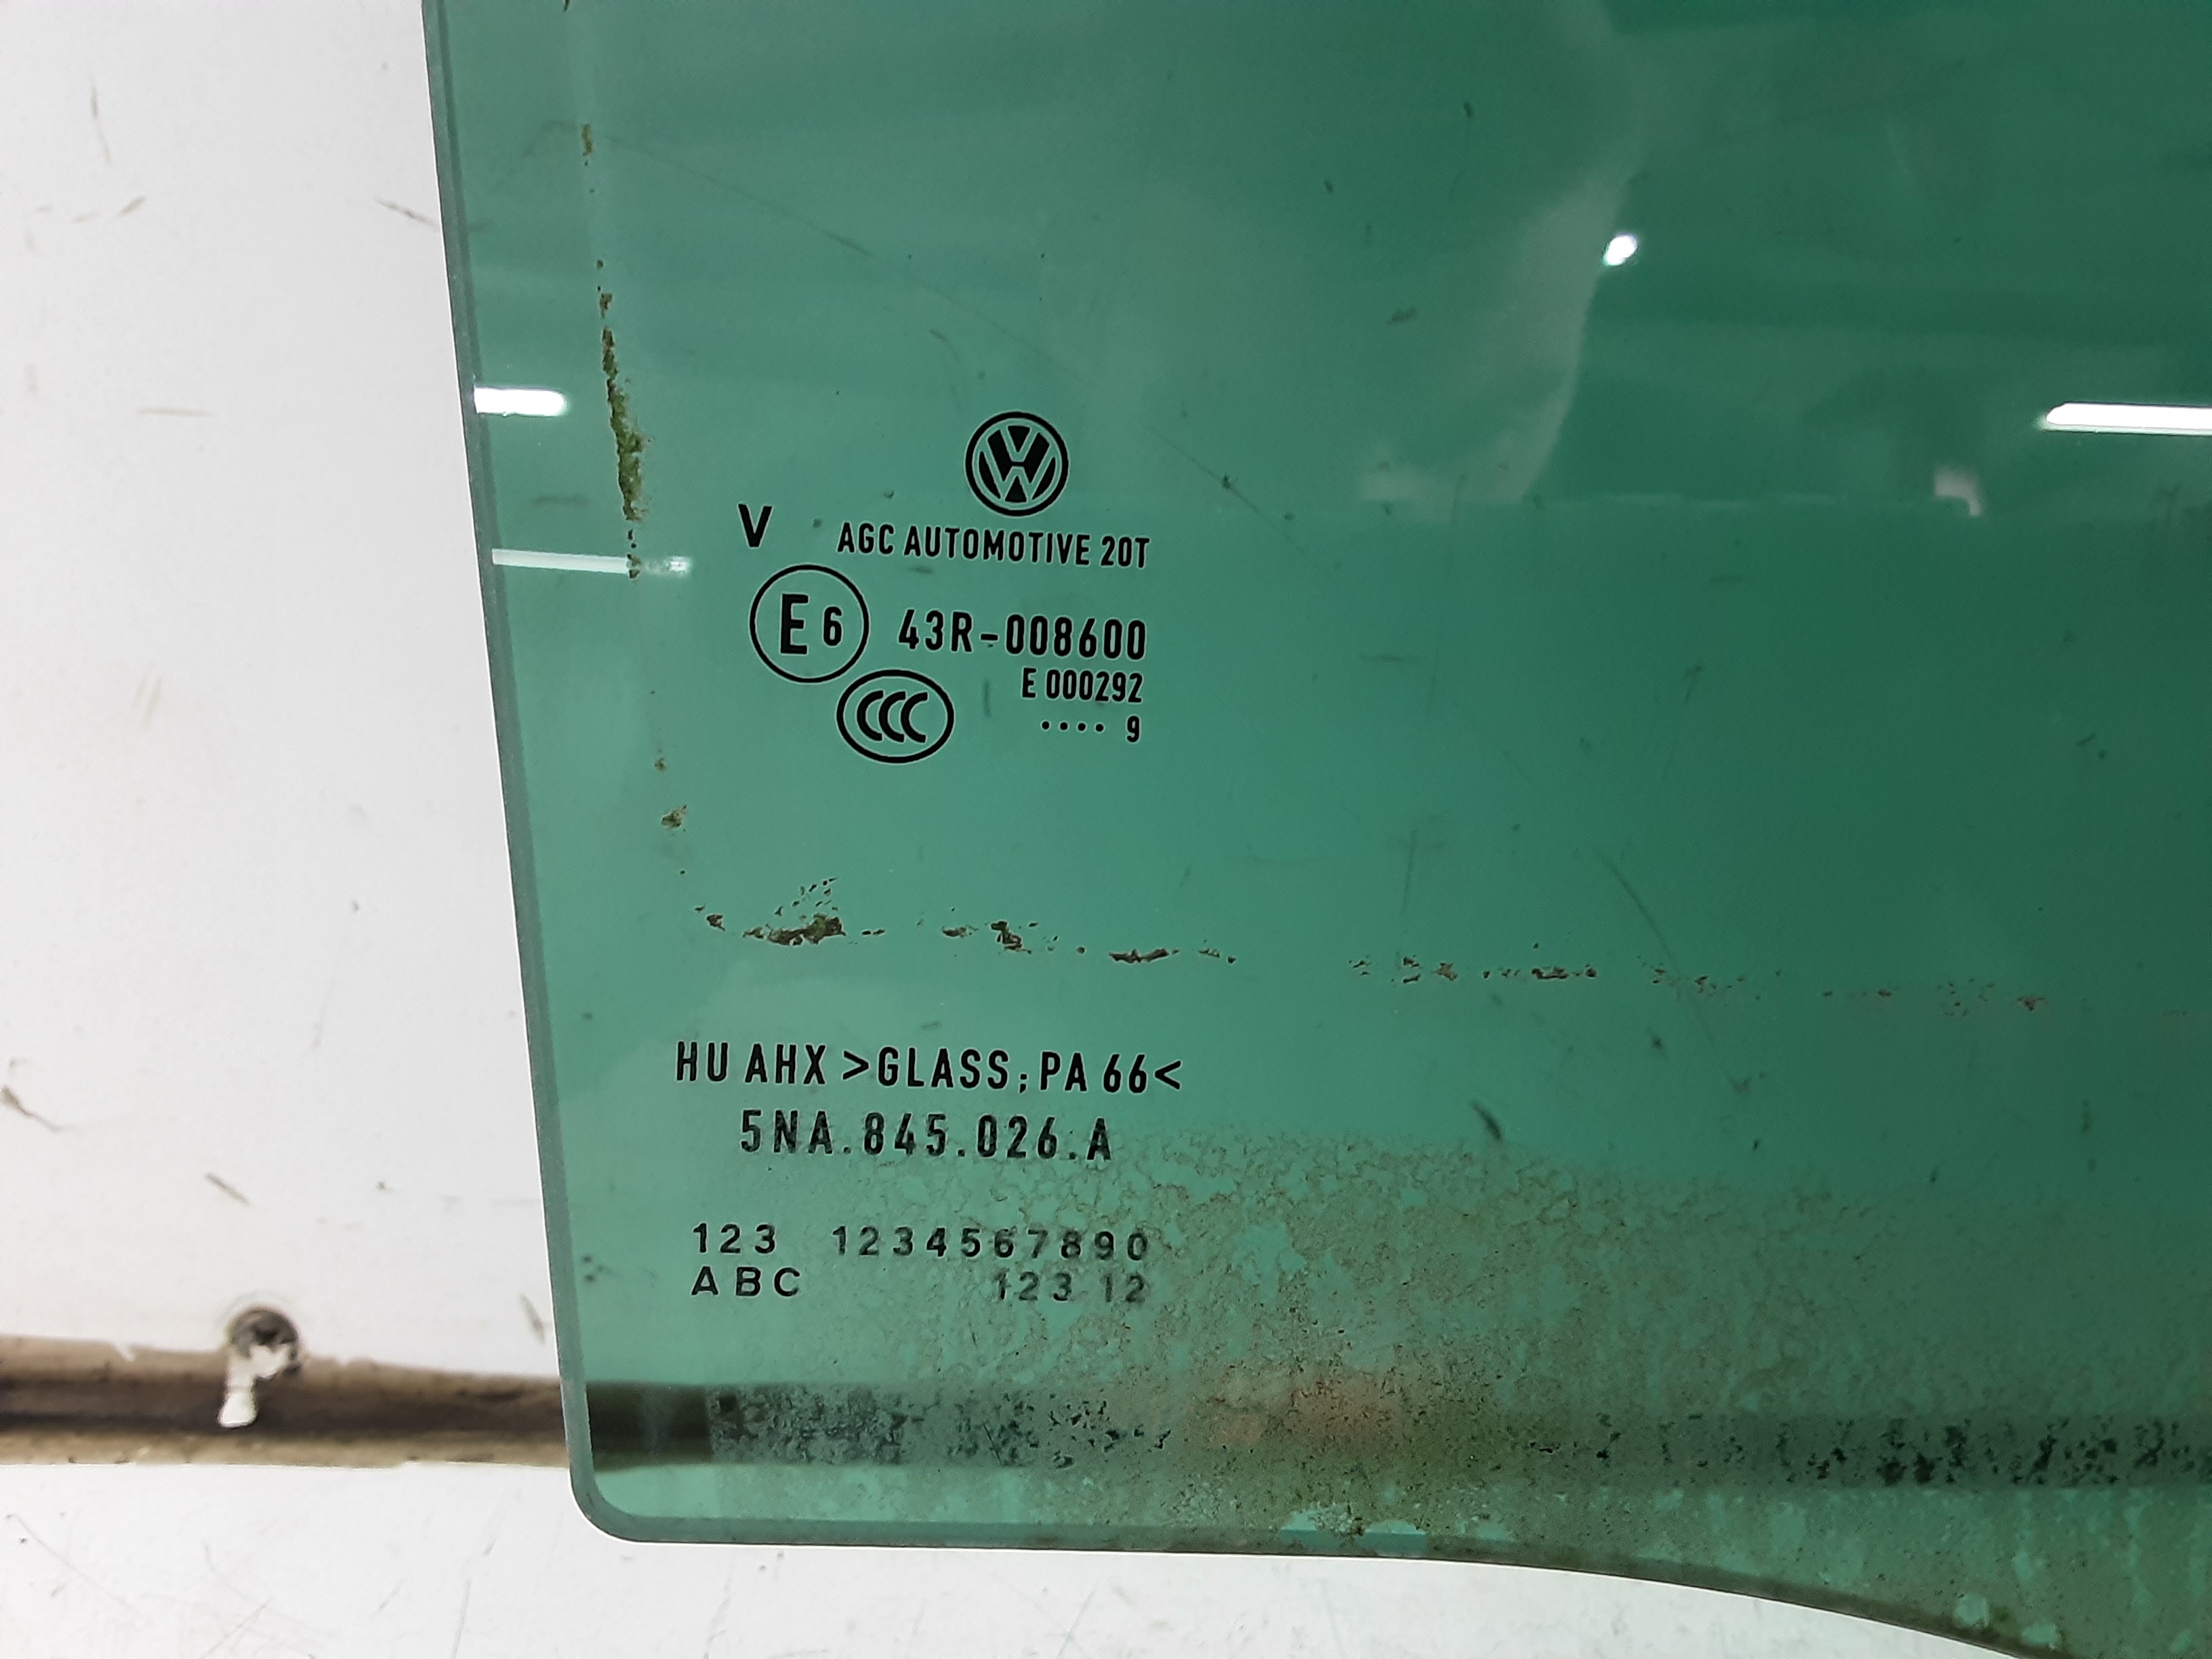 V
AGC AUTOMOTIVE 20T
E6 43R-008600
E 000292
CCC
.... 9
HU AHX >GLASS; PA 66<
5NA.845.026.A
123 1234567890
ABC 123 12